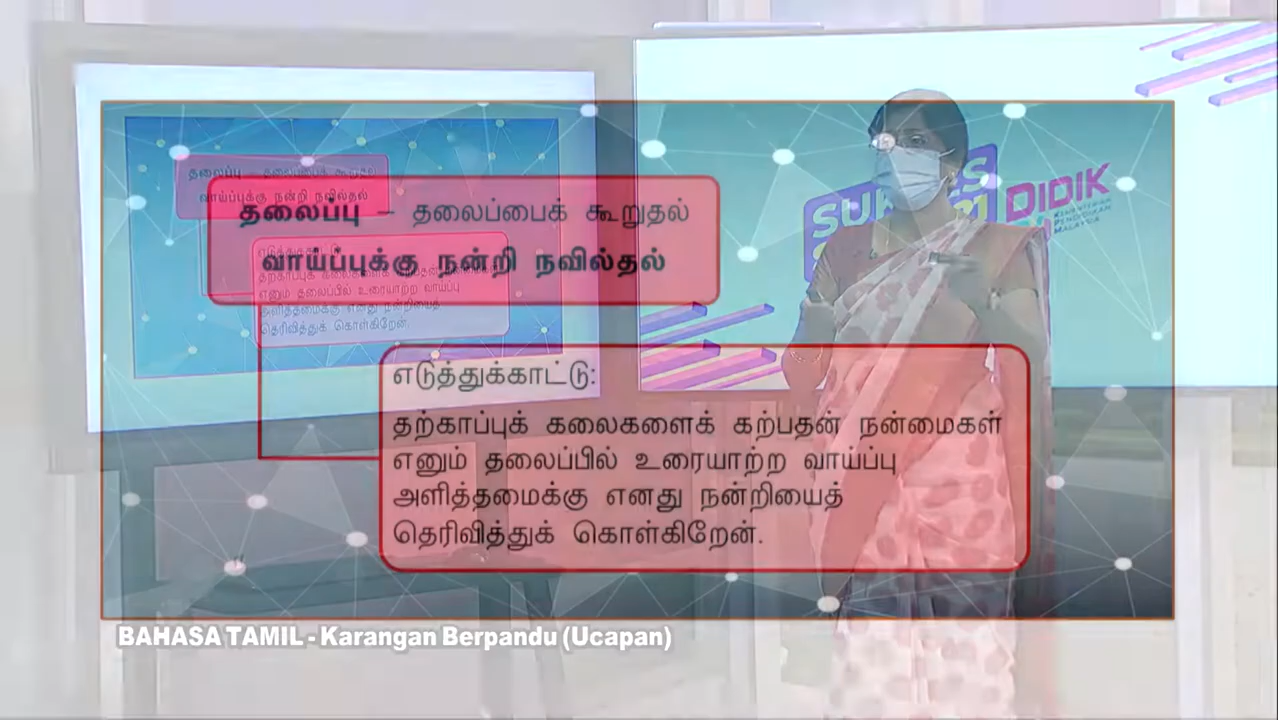 தலைப்பு – தலைப்பைக் கூறுதல்
வாய்ப்புக்கு நன்றி நவில்தல்
எடுத்துக்காட்டு:
தற்காப்புக் கலைகளைக் கற்பதன் நன்மைகள்
எனும் தலைப்பில் உரையாற்ற வாய்ப்பு
அளித்தமைக்கு எனது நன்றியைத்
தெரிவித்துக் கொள்கிறேன்.
DIDIK
BAHASA TAMIL - Karangan Berpandu (Ucapan)